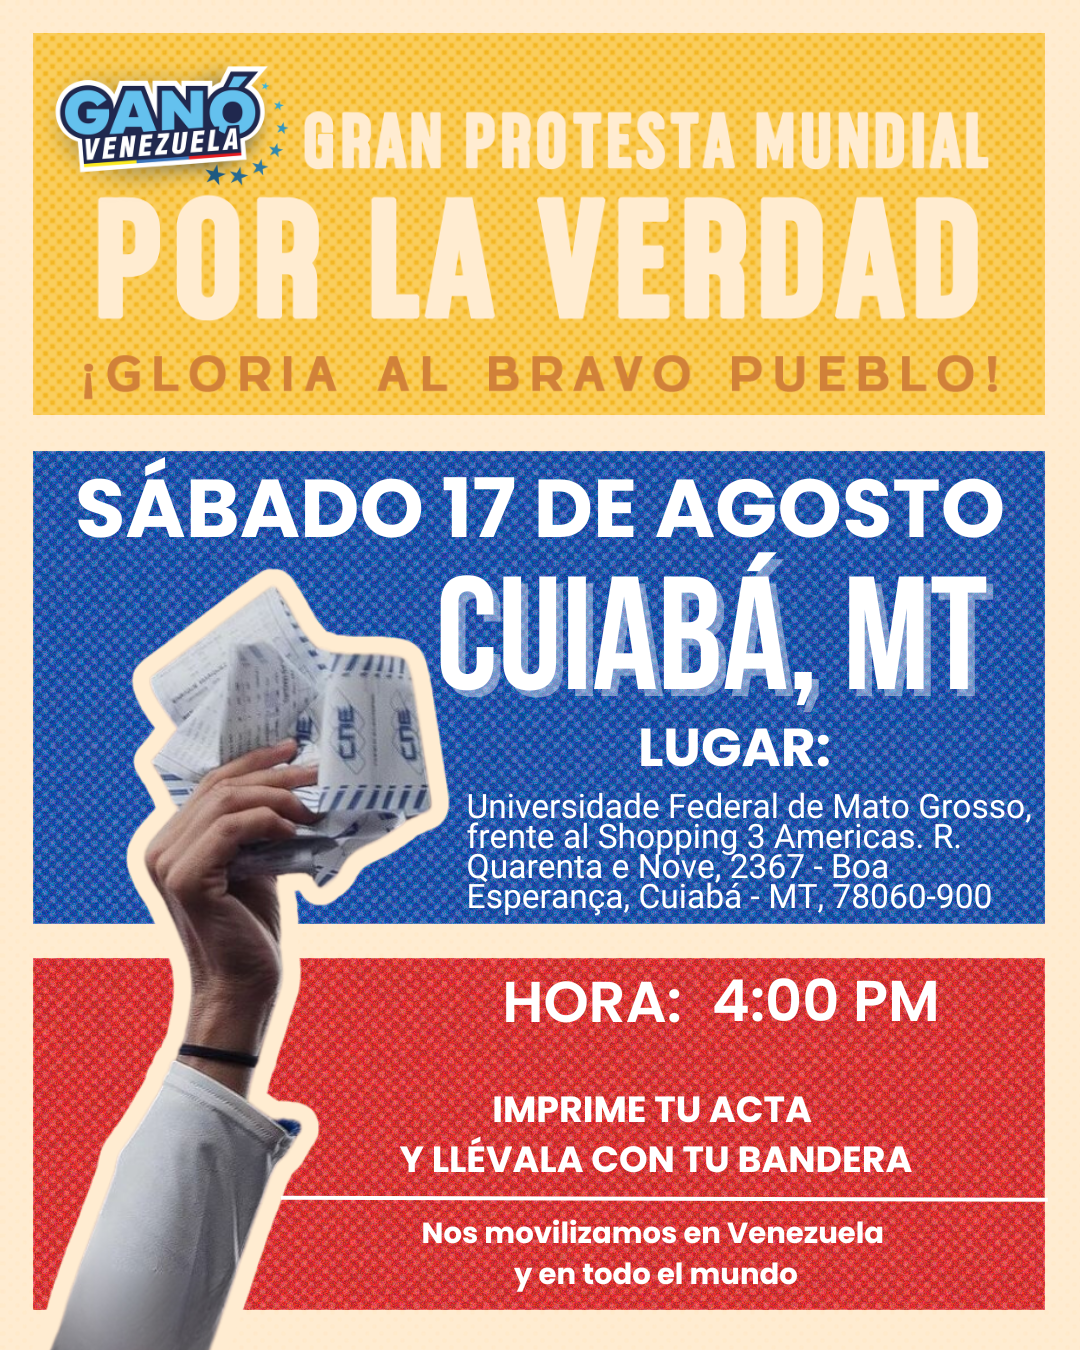 GANÓ
VENEZUELA
GRAN PROTESTA MUNDIAL
POR LA VERDAD
¡GLORIA AL BRAVO PUEBLO!
SÁBADO 17 DE AGOSTO
CUIABÁ, MT
LUGAR:
Universidade Federal de Mato Grosso,
frente al Shopping 3 Americas. R.
Quarenta e Nove, 2367 - Boa
Esperança, Cuiabá - MT, 78060-900
CNE
CNE
HORA: 4:00 PM
IMPRIME TU ACTA
Y LLÉVALA CON TU BANDERA
Nos movilizamos en Venezuela
y en todo el mundo